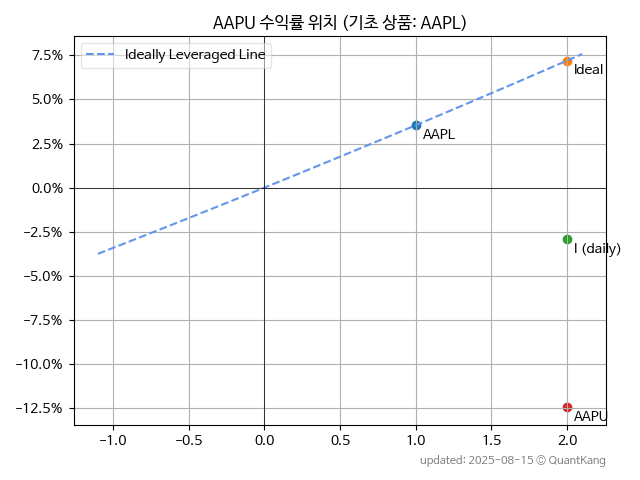 AAPU 수익률 위치 (기초 상품: AAPL)
Ideally Leveraged Line
7.5%
5.0%
2.5%
0.0%
−2.5%
−5.0%
−7.5%
−10.0%
−12.5%
Ideal
AAPL
I (daily)
AAPU
−1.0 −0.5 0.0 0.5 1.0 1.5 2.0
updated: 2025-08-15 © QuantKang